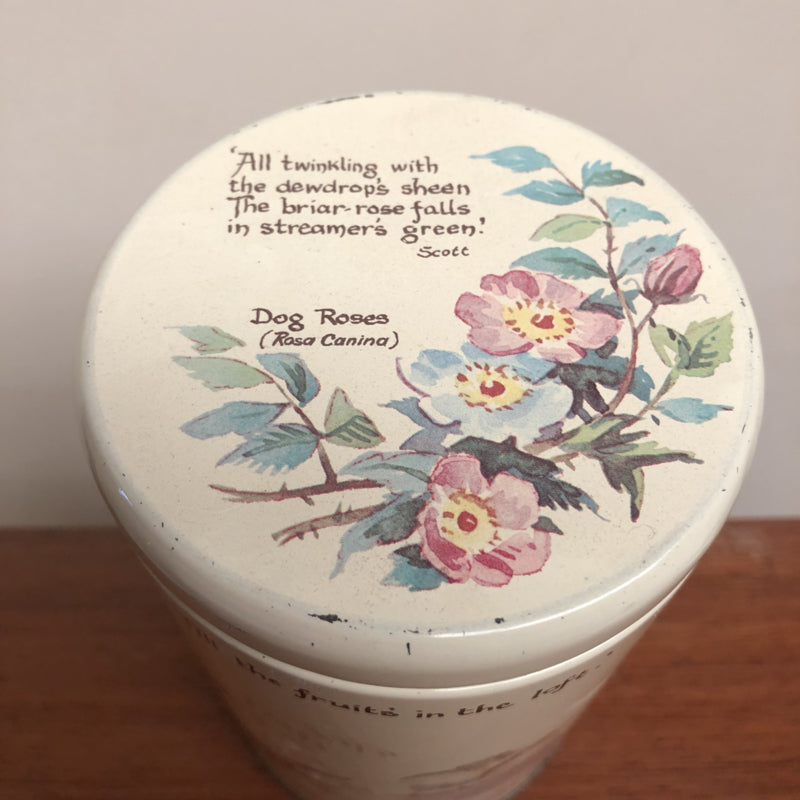 'All twinkling with
the dewdrop's sheen
The briar-rose falls
in streamer's green!'
Scott
Dog Roses
(Rosa Canina)
the fruits in the loft